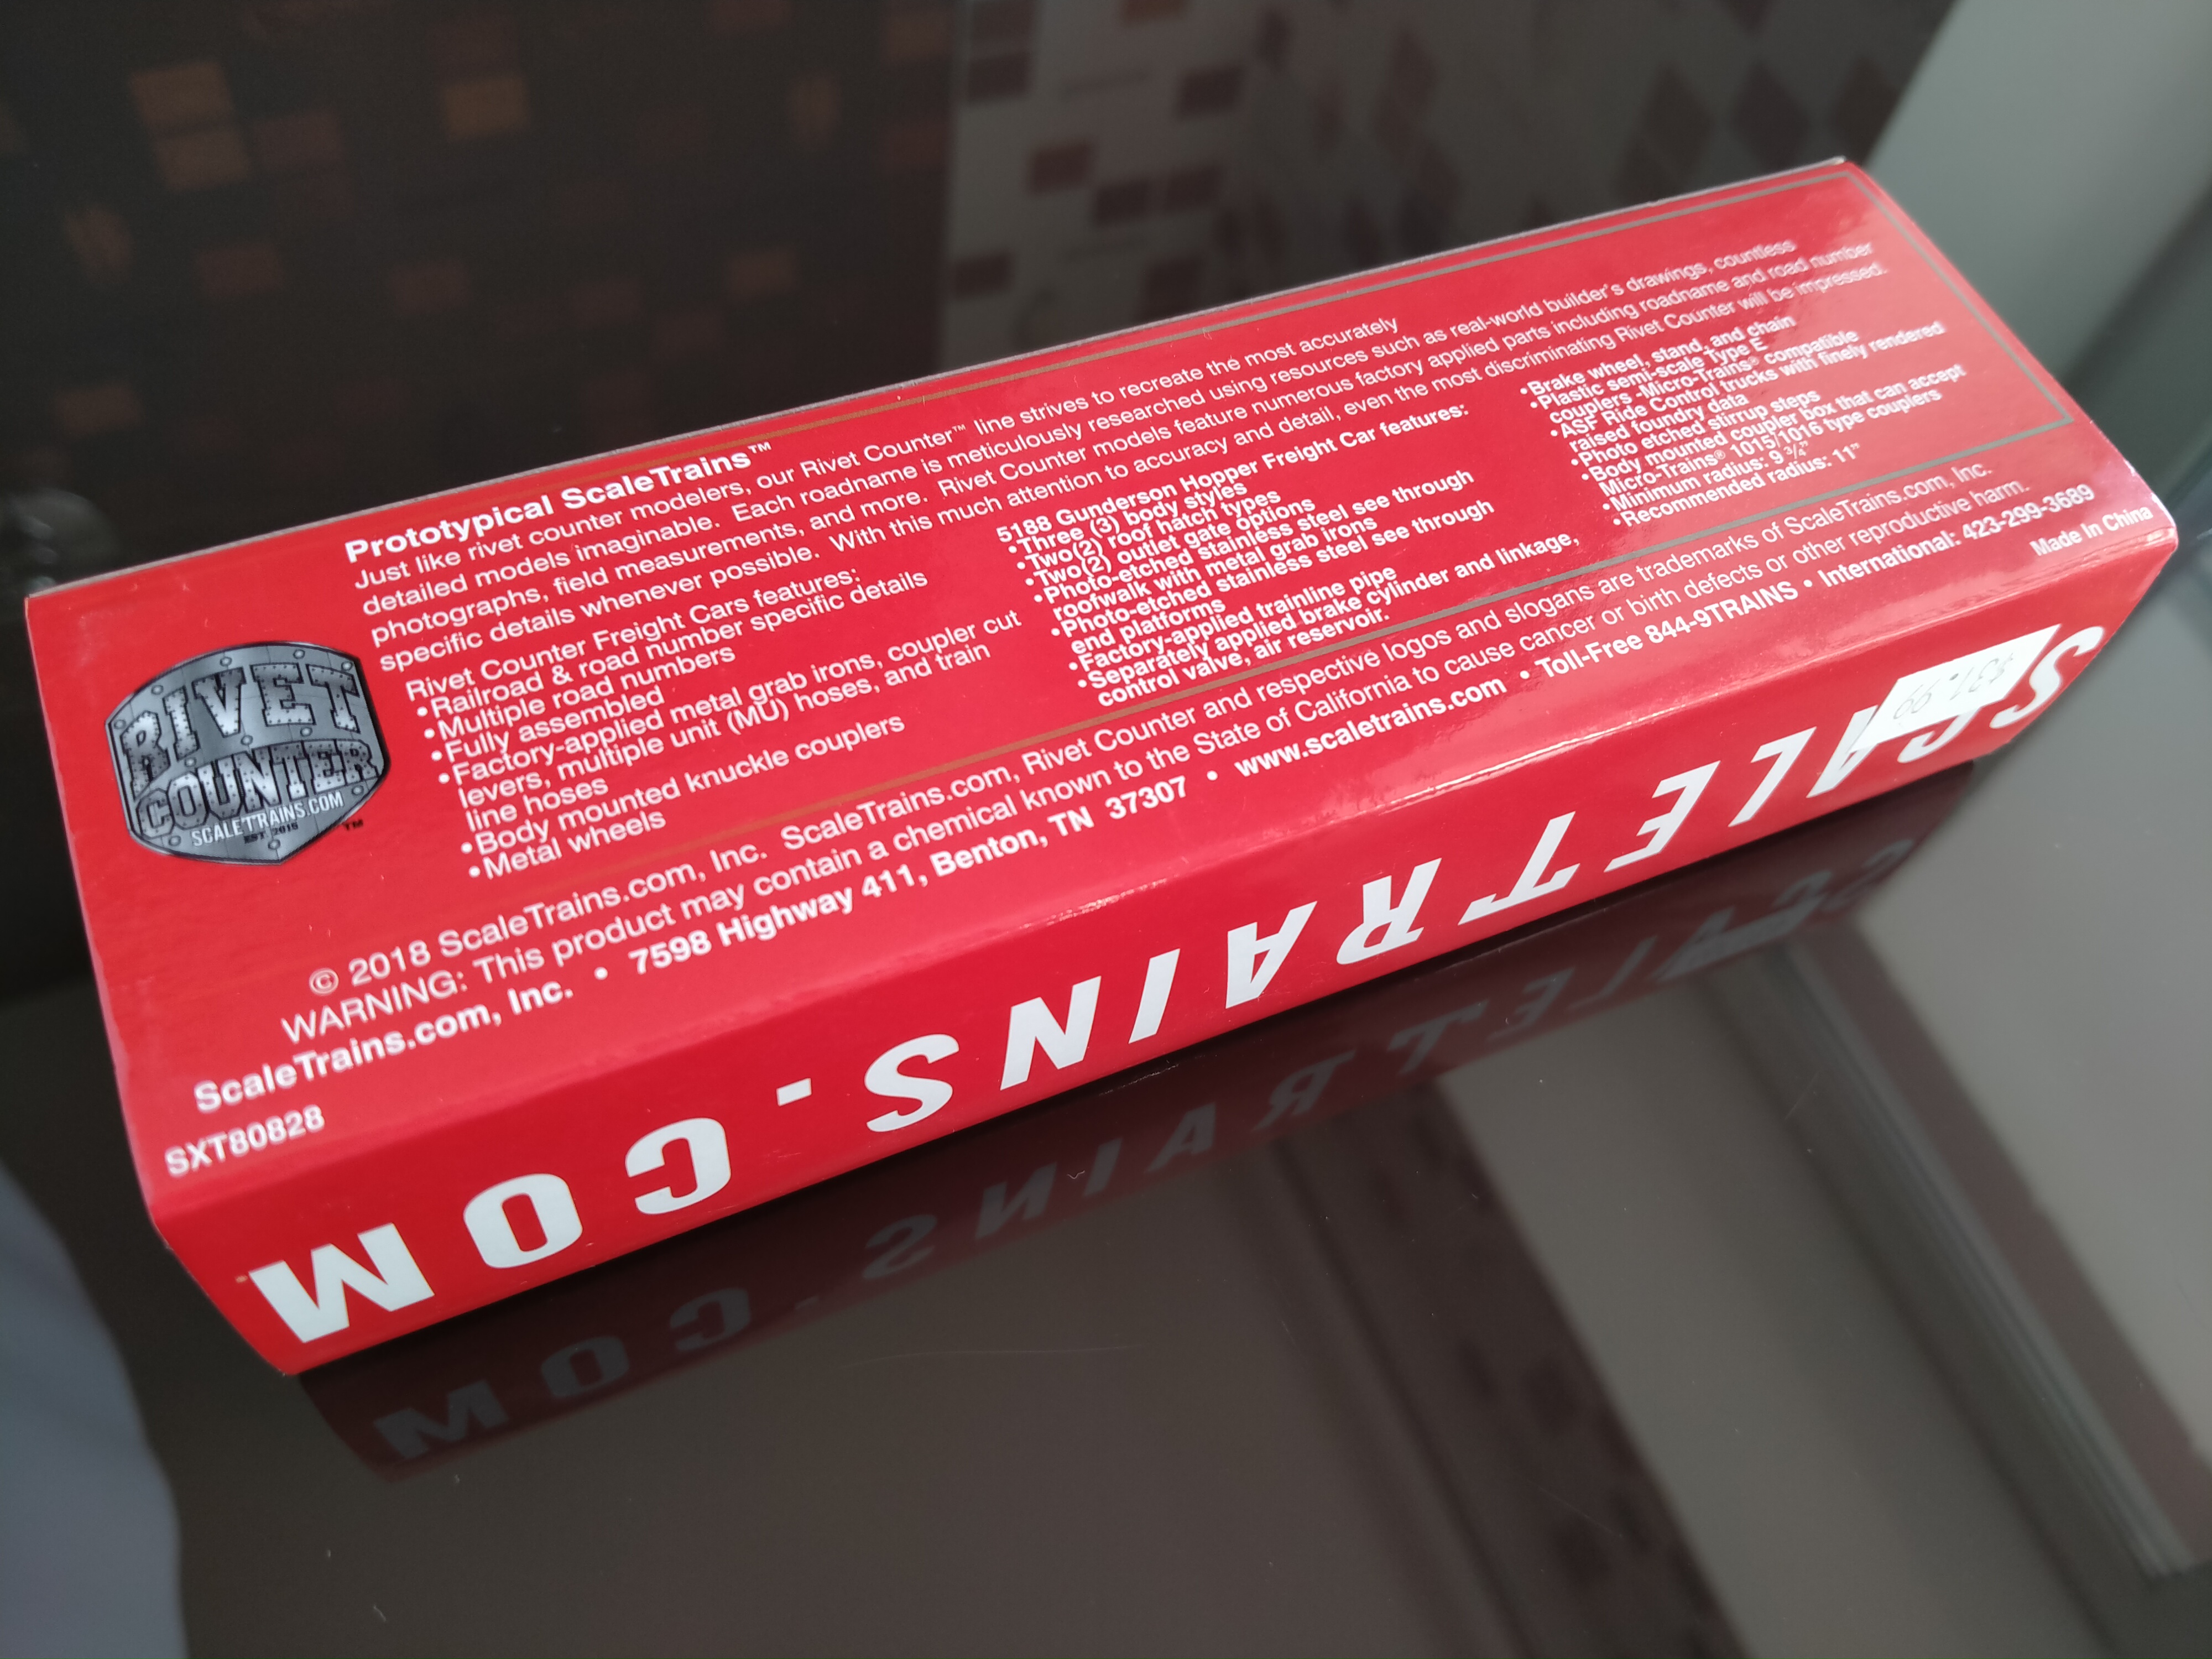 Prototypical ScaleTrains™
Just like rivet counter modelers, our Rivet Counter™ line strives to recreate the most accurately
detailed models imaginable. Each roadname is meticulously researched using resources such as real-world builder's drawings, countless
photographs, field measurements, and more. Rivet Counter models feature numerous factory applied parts including roadname and road number
specific details whenever possible. With this much attention to accuracy and detail, even the most discriminating Rivet Counter will be impressed.
RIVET
COUNTER
SCALETRAINS.COM
EST. 2015
™
Rivet Counter Freight Cars features:
•Railroad & road number specific details
•Multiple road numbers
•Fully assembled
•Factory-applied metal grab irons, coupler cut
levers, multiple unit (MU) hoses, and train
line hoses
•Body mounted knuckle couplers
•Metal wheels
5188 Gunderson Hopper Freight Car features:
•Three (3) body styles
•Two(2) roof hatch types
•Two(2) outlet gate options
•Photo-etched stainless steel see through
roofwalk with metal grab irons
•Photo-etched stainless steel see through
end platforms
•Factory-applied trainline pipe
•Separately applied brake cylinder and linkage,
control valve, air reservoir.
•Brake wheel, stand, and chain
•Plastic semi-scale Type E
couplers -Micro-Trains® compatible
•ASF Ride Control trucks with finely rendered
raised foundry data
•Photo etched stirrup steps
•Body mounted coupler box that can accept
Micro-Trains® 1015/1016 type couplers
•Minimum radius: 9 ¾"
•Recommended radius: 11"
© 2018 ScaleTrains.com, Inc. ScaleTrains.com, Rivet Counter and respective logos and slogans are trademarks of ScaleTrains.com, Inc.
WARNING: This product may contain a chemical known to the State of California to cause cancer or birth defects or other reproductive harm.
ScaleTrains.com, Inc. • 7598 Highway 411, Benton, TN 37307 • www.scaletrains.com • Toll-Free 844-9TRAINS • International: 423-299-3689
SXT80828
Made In China
SCALETRAINS.COM
$31.99